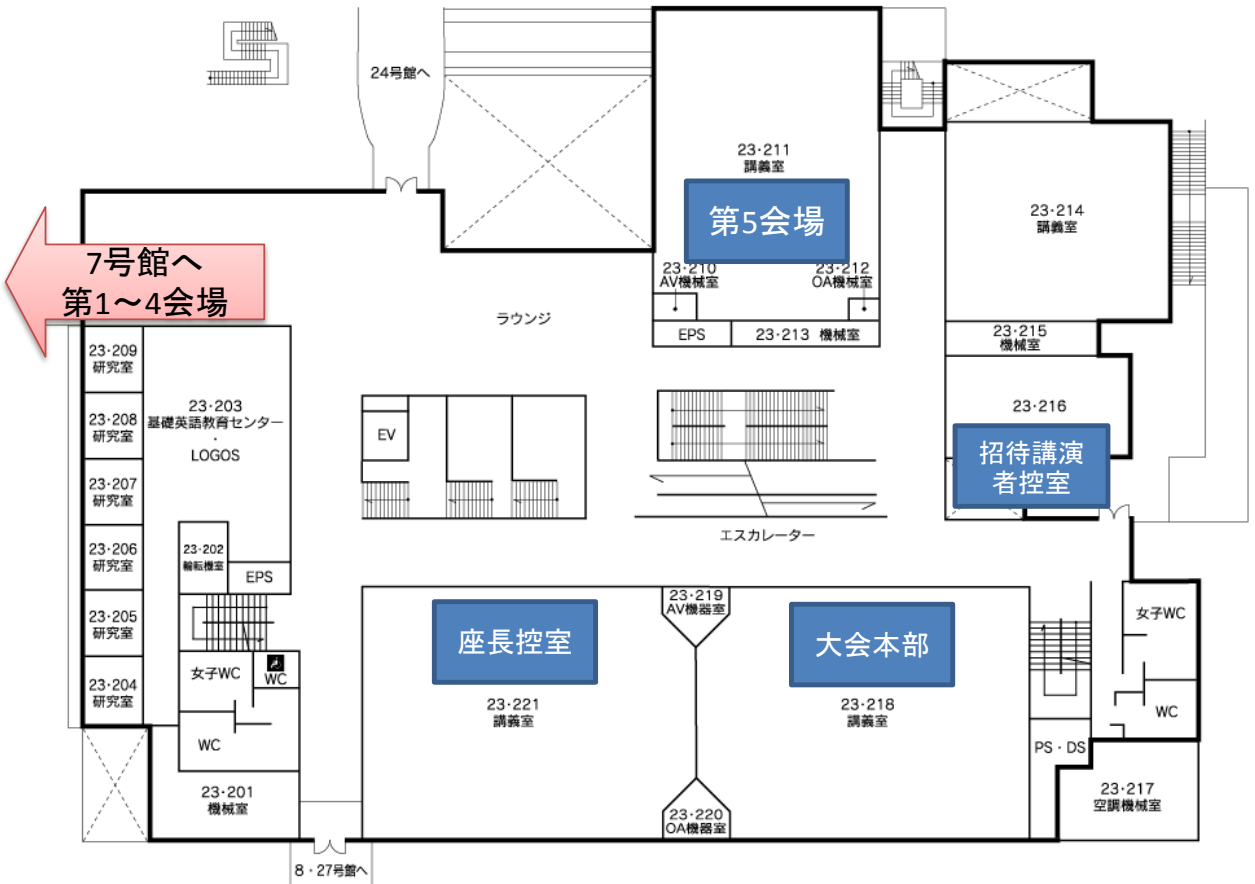 24号館へ
23・211
講義室
第5会場
23・210
AV機械室
23・212
OA機械室
EPS
23・213 機械室
23・214
講義室
23・215
機械室
23・216
招待講演
者控室
7号館へ
第1～4会場
ラウンジ
23・209
研究室
23・208
研究室
23・207
研究室
23・206
研究室
23・205
研究室
23・204
研究室
23・203
基礎英語教育センター
・
LOGOS
EV
エスカレーター
23・202
輪転機室
EPS
女子WC
WC
WC
23・201
機械室
座長控室
23・221
講義室
23・219
AV機器室
大会本部
23・218
講義室
23・220
OA機器室
女子WC
WC
PS・DS
23・217
空調機械室
8・27号館へ